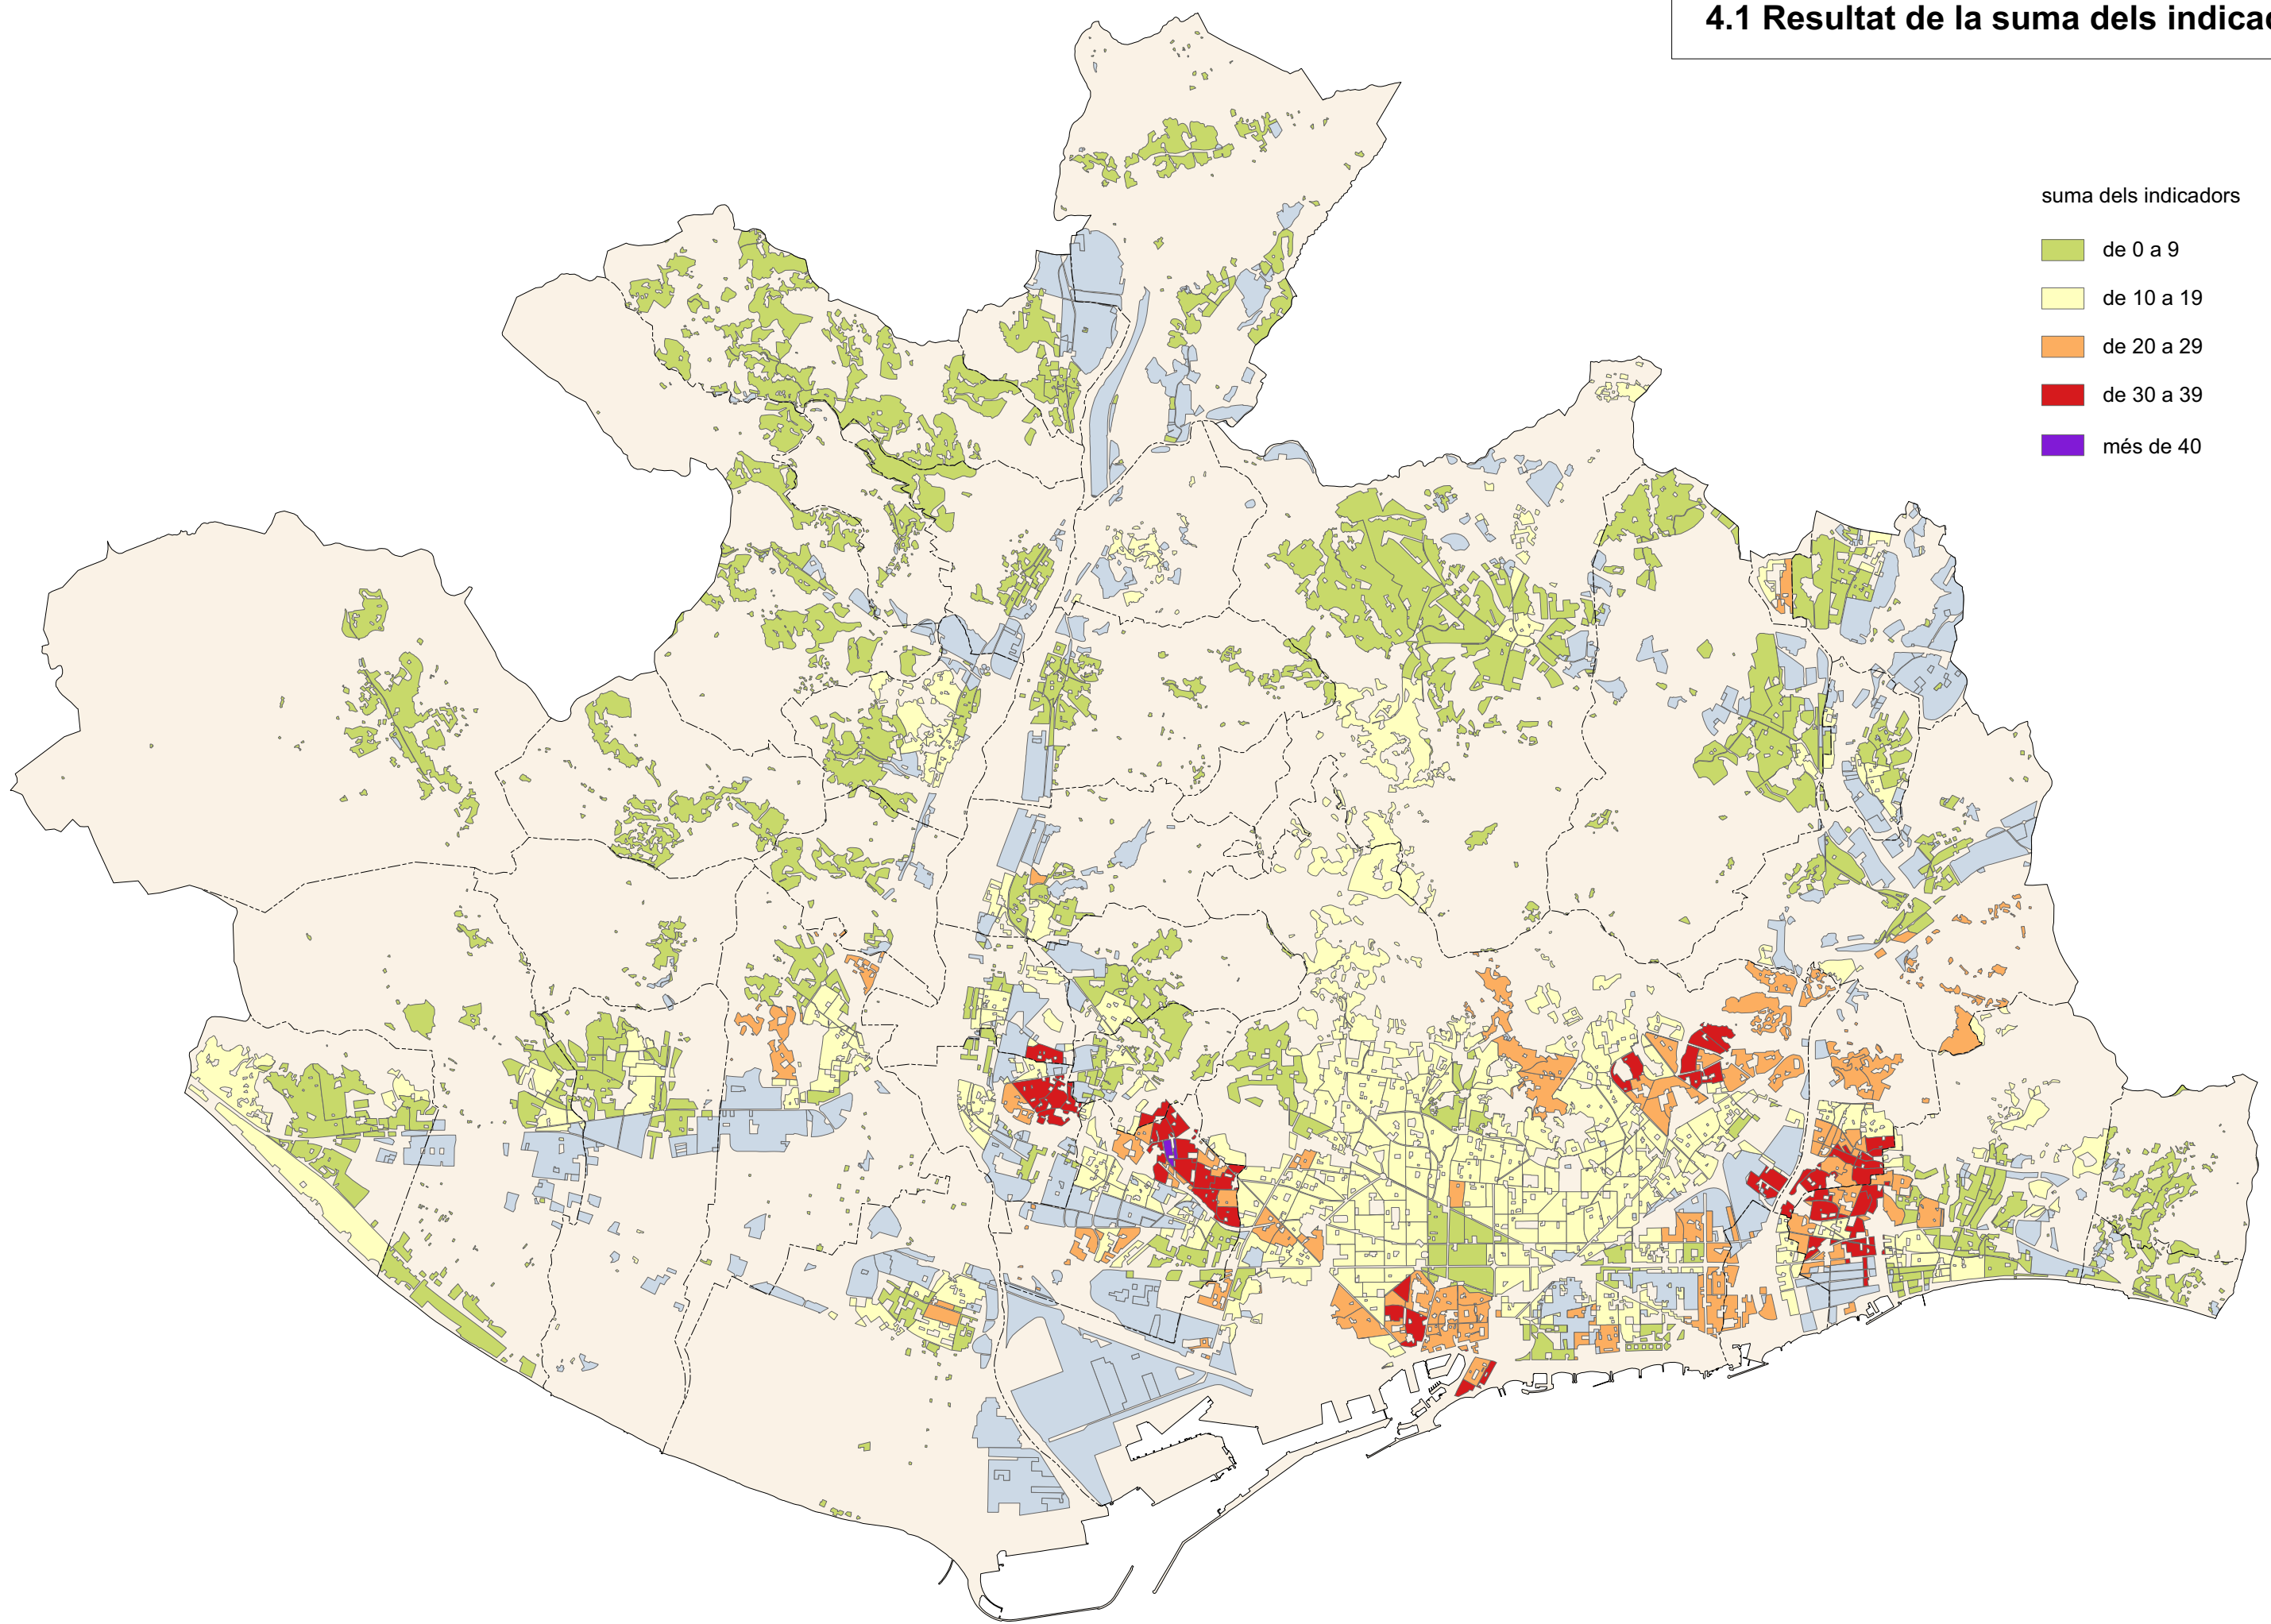 4.1 Resultat de la suma dels
suma dels indicadors
de 0 a 9
de 10 a 19
de 20 a 29
de 30 a 39
més de 40